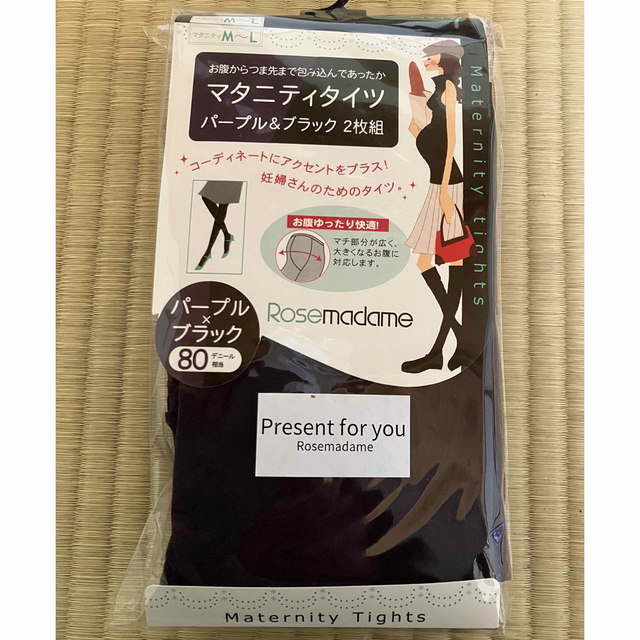 M〜L
マタニティM〜L
お腹からつま先まで包み込んであったか
マタニティタイツ
パープル&ブラック 2枚組
コーディネートにアクセントをプラス!
妊婦さんのためのタイツ。
お腹ゆったり快適!
マチ部分が広く、
大きくなるお腹に
対応します。
Rosemadame
パープル
×
ブラック
80 デニール
相当
Maternity tights
Present for you
Rosemadame
Maternity Tights